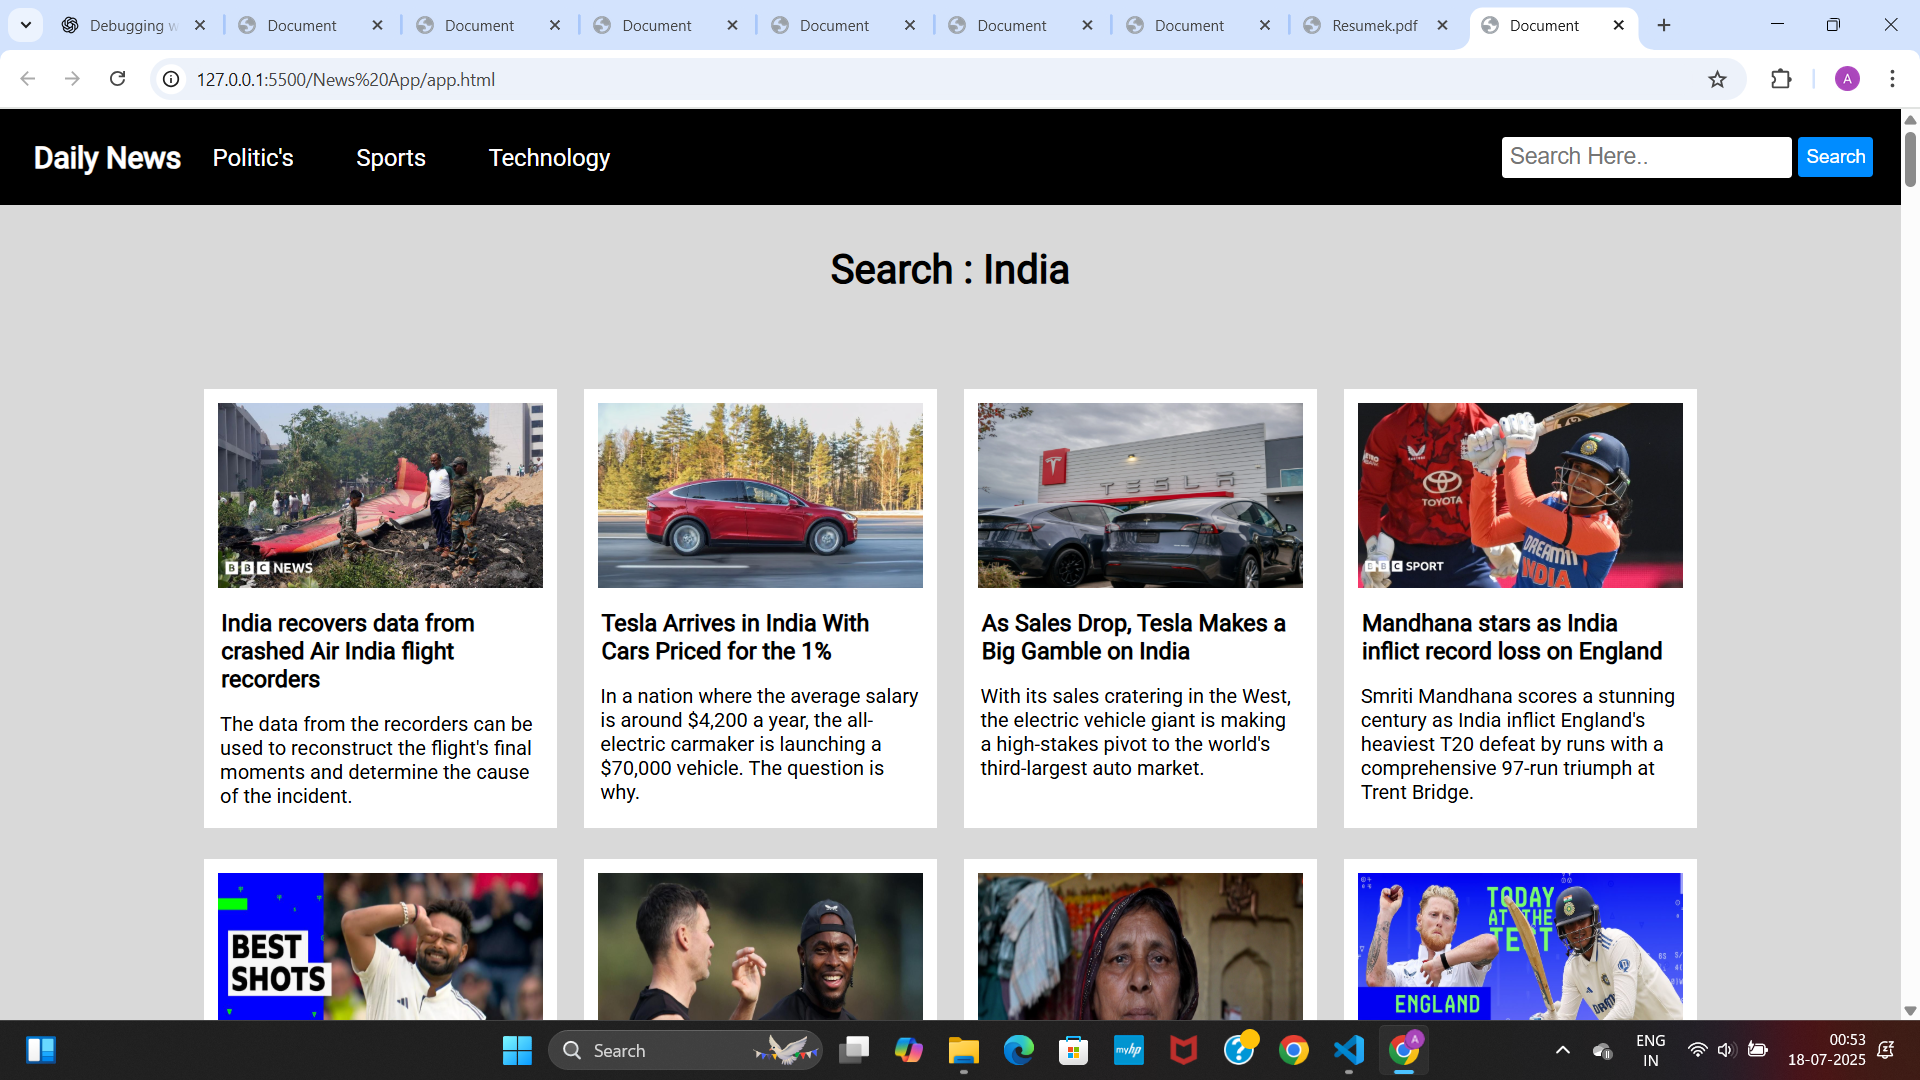 Debugging w
Document
Document
Document
Document
Document
Document
Resumek.pdf
Document
127.0.0.1:5500/News%20App/app.html
A
Daily News
Politic's
Sports
Technology
Search Here..
Search
Search : India
BBC NEWS
TESLA
TOYOTA
DREAM11
INDIA
BBC SPORT
India recovers data from
crashed Air India flight
recorders
The data from the recorders can be
used to reconstruct the flight's final
moments and determine the cause
of the incident.
Tesla Arrives in India With
Cars Priced for the 1%
In a nation where the average salary
is around $4,200 a year, the all-
electric carmaker is launching a
$70,000 vehicle. The question is
why.
As Sales Drop, Tesla Makes a
Big Gamble on India
With its sales cratering in the West,
the electric vehicle giant is making
a high-stakes pivot to the world's
third-largest auto market.
Mandhana stars as India
inflict record loss on England
Smriti Mandhana scores a stunning
century as India inflict England's
heaviest T20 defeat by runs with a
comprehensive 97-run triumph at
Trent Bridge.
BEST
SHOTS
TODAY
AT THE
TEST
ENGLAND
Search
myhp
A
ENG
IN
00:53
18-07-2025